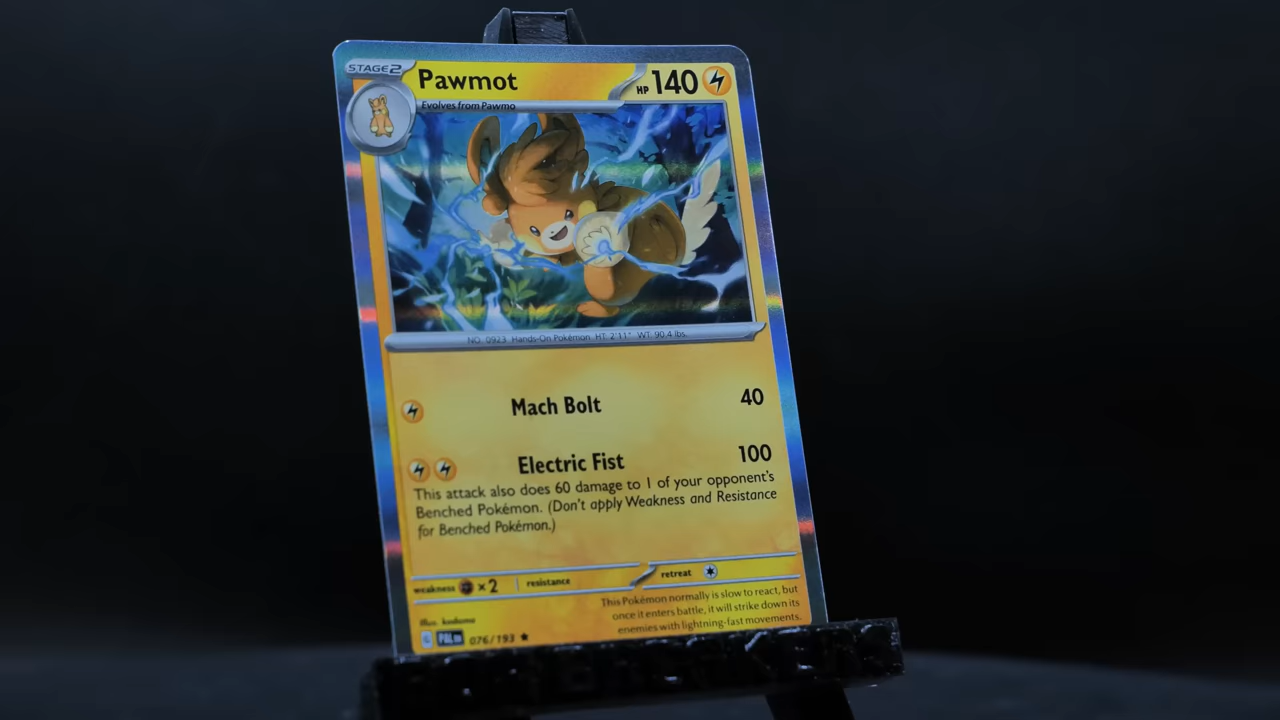 STAGE2
Pawmot
HP 140
Evolves from Pawmo
NO. 0923 Hands-On Pokémon HT: 2'11" WT: 90.4 lbs.
Mach Bolt 40
Electric Fist 100
This attack also does 60 damage to 1 of your opponent's
Benched Pokémon. (Don't apply Weakness and Resistance
for Benched Pokémon.)
weakness ×2 resistance retreat
This Pokémon normally is slow to react, but
once it enters battle, it will strike down its
enemies with lightning-fast movements.
Illus. kodama
PAL EN 076/193